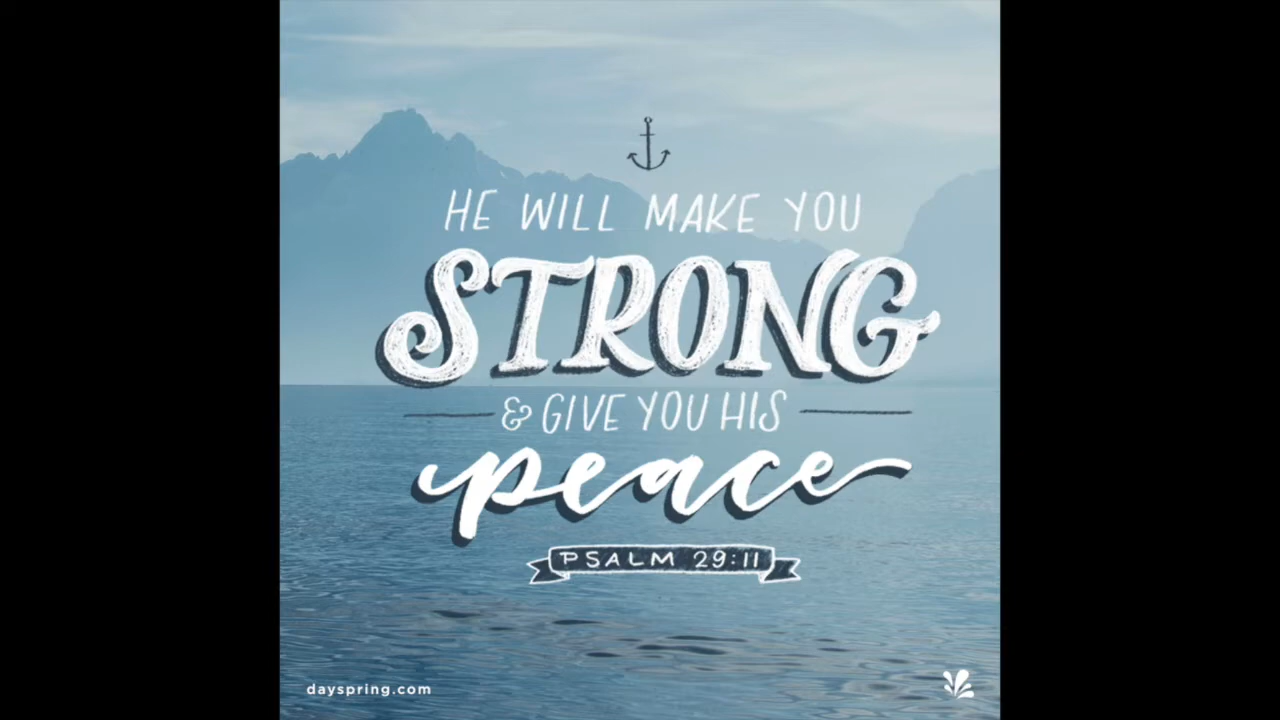 HE WILL MAKE YOU
STRONG
& GIVE YOU HIS
peace
PSALM 29:11
dayspring.com